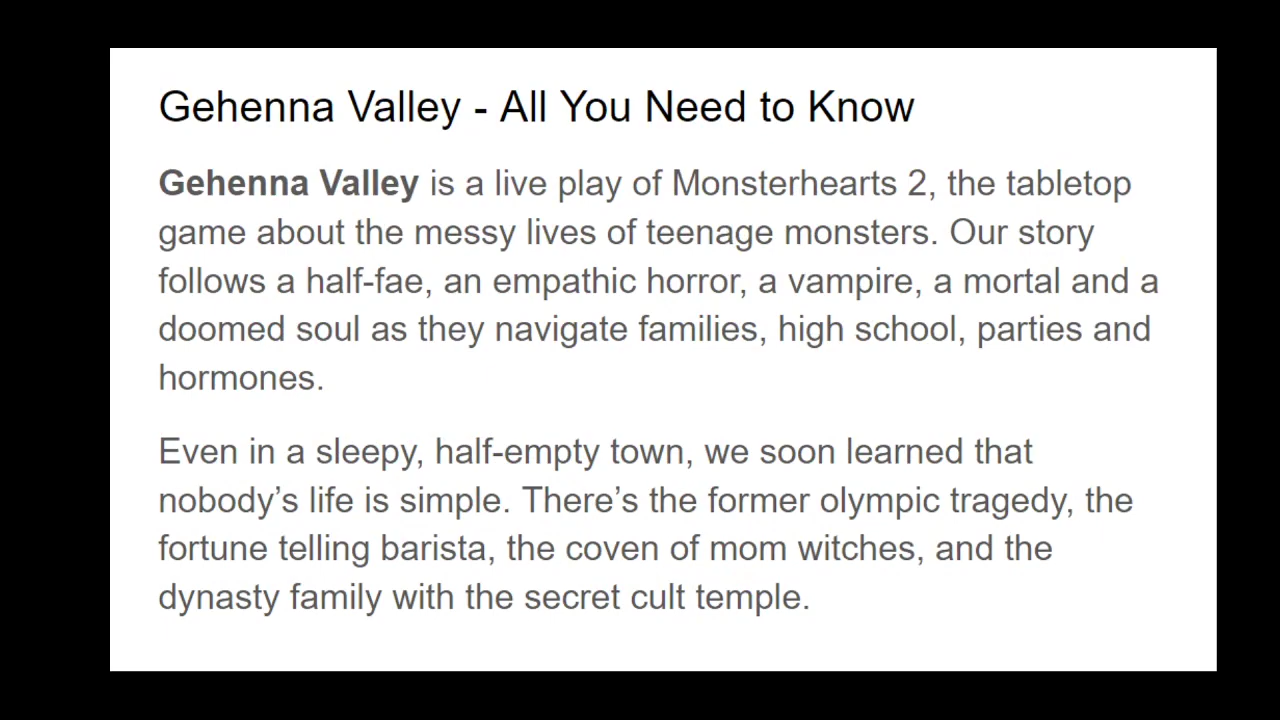 Gehenna Valley - All You Need to Know
Gehenna Valley is a live play of Monsterhearts 2, the tabletop
game about the messy lives of teenage monsters. Our story
follows a half-fae, an empathic horror, a vampire, a mortal and a
doomed soul as they navigate families, high school, parties and
hormones.
Even in a sleepy, half-empty town, we soon learned that
nobody’s life is simple. There’s the former olympic tragedy, the
fortune telling barista, the coven of mom witches, and the
dynasty family with the secret cult temple.